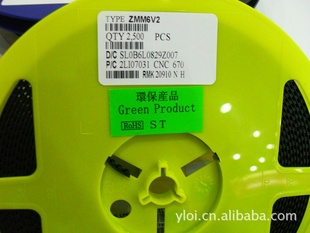 TYPE ZMM6V2
QTY 2,500 PCS
D/C SL0B6L0829Z007
P/C 2LI07031 CNC 670
RMK 20910 N H
環保産品
Green Product
RoHS ST
yloi.cn.alibaba.com